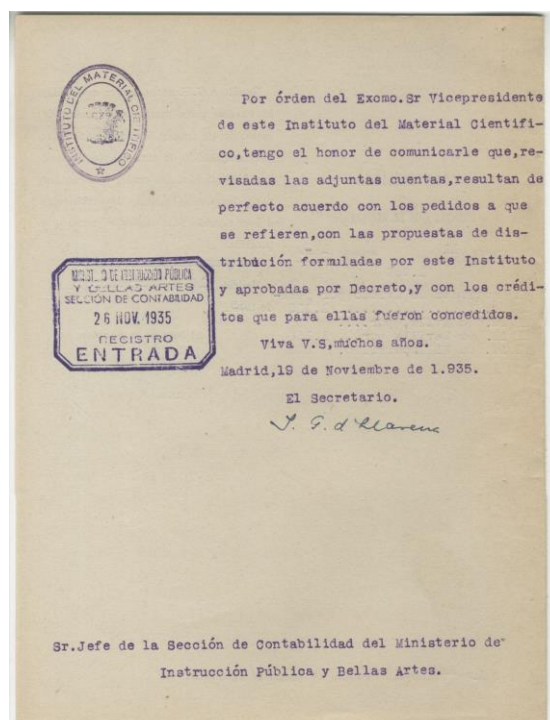 INSTITUTO DEL MATERIAL CIENTIFICO
Por órden del Excmo.Sr Vicepresidente
de este Instituto del Material Cientifi-
co,tengo el honor de comunicarle que,re-
visadas las adjuntas cuentas,resultan de
perfecto acuerdo con los pedidos a que
se refieren,con las propuestas de dis-
tribución formuladas por este Instituto
y aprobadas por Decreto,y con los crédi-
tos que para ellas fueron concedidos.
Viva V.S,muchos años.
Madrid,19 de Noviembre de 1.935.
El Secretario.
MINIST. O DE INSTRUCCIÓN PÚBLICA
Y BELLAS ARTES
SECCIÓN DE CONTABILIDAD
26 NOV. 1935
REGISTRO
ENTRADA
Sr.Jefe de la Sección de Contabilidad del Ministerio de
Instrucción Pública y Bellas Artes.